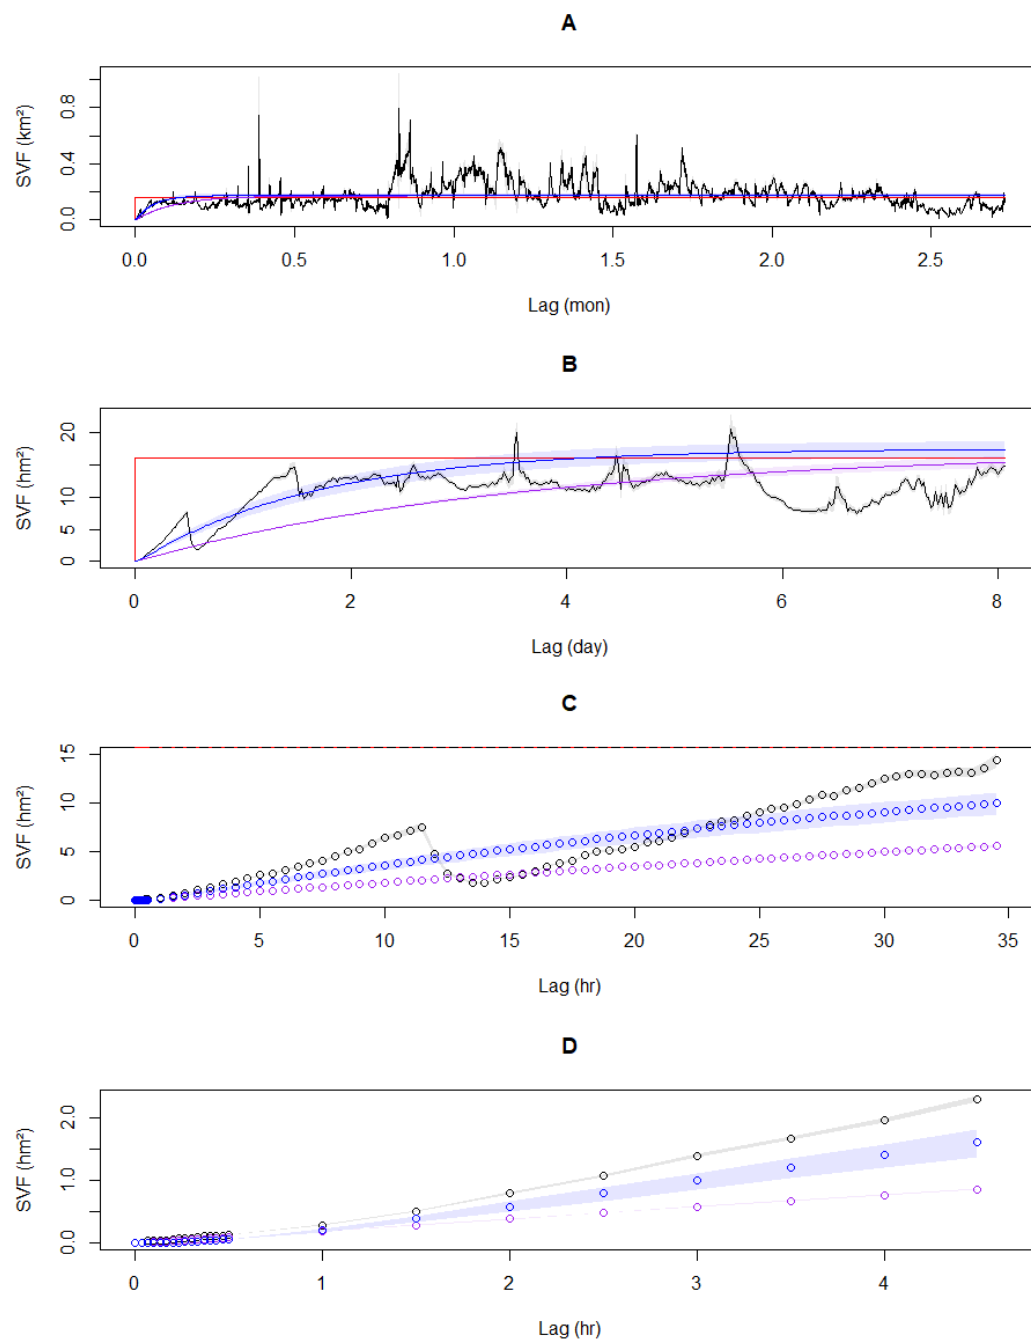 A
SVF (km²)
0.8
0.4
0.0
0.0 0.5 1.0 1.5 2.0 2.5
Lag (mon)
B
SVF (hm²)
20
10
5
0
0 2 4 6 8
Lag (day)
C
SVF (hm²)
15
10
5
0
0 5 10 15 20 25 30 35
Lag (hr)
D
SVF (hm²)
2.0
1.0
0.0
0 1 2 3 4
Lag (hr)